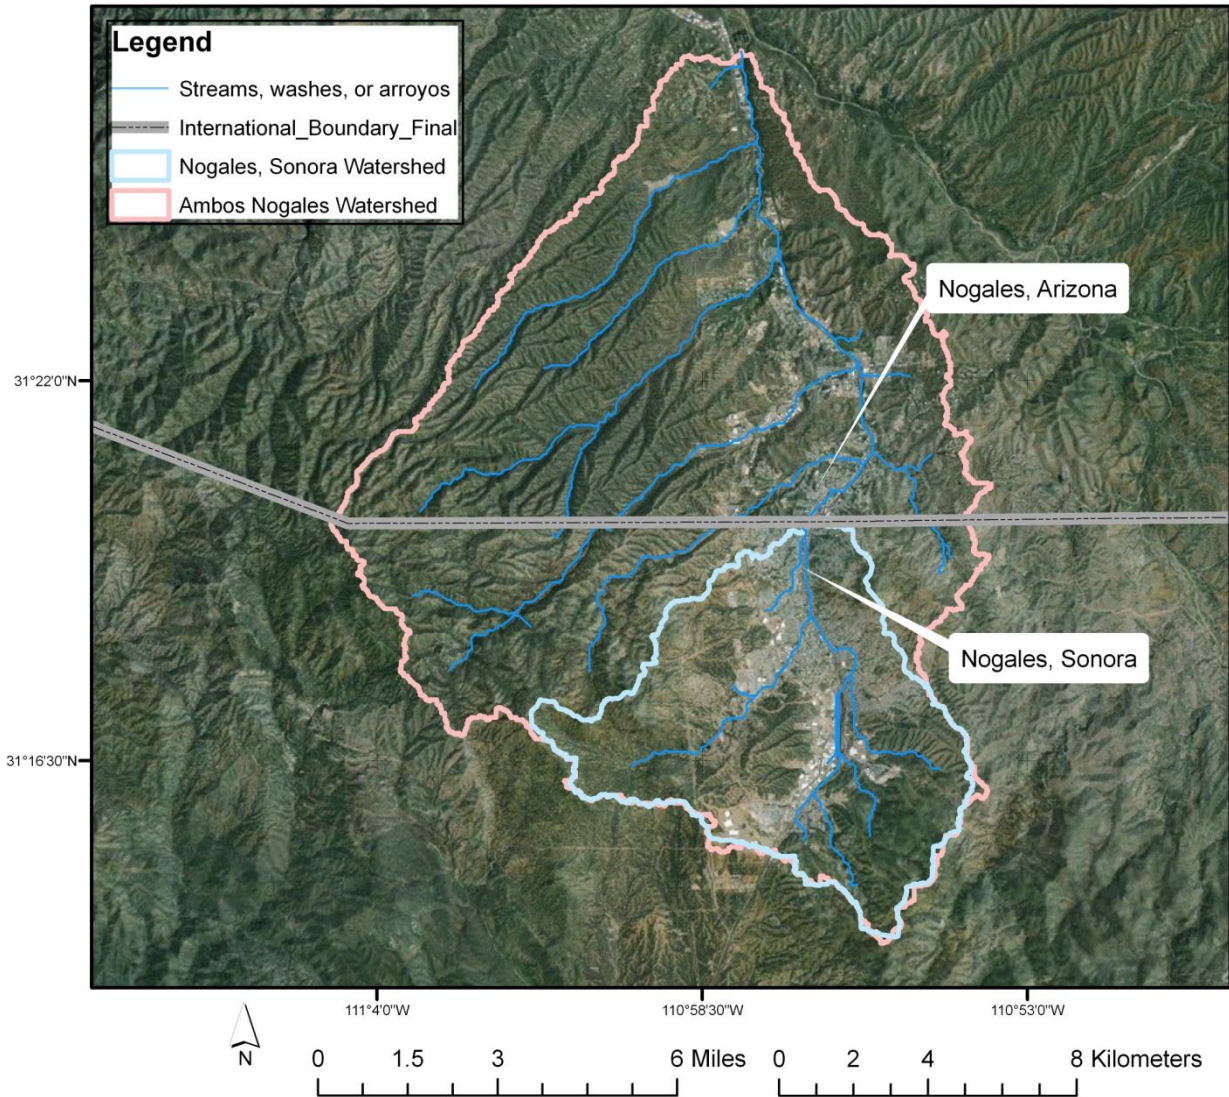 Legend
Streams, washes, or arroyos
International_Boundary_Final
Nogales, Sonora Watershed
Ambos Nogales Watershed
Nogales, Arizona
31°22'0"N
Nogales, Sonora
31°16'30"N
111°4'0"W
110°58'30"W
110°53'0"W
N
0 1.5 3 6 Miles
0 2 4 8 Kilometers